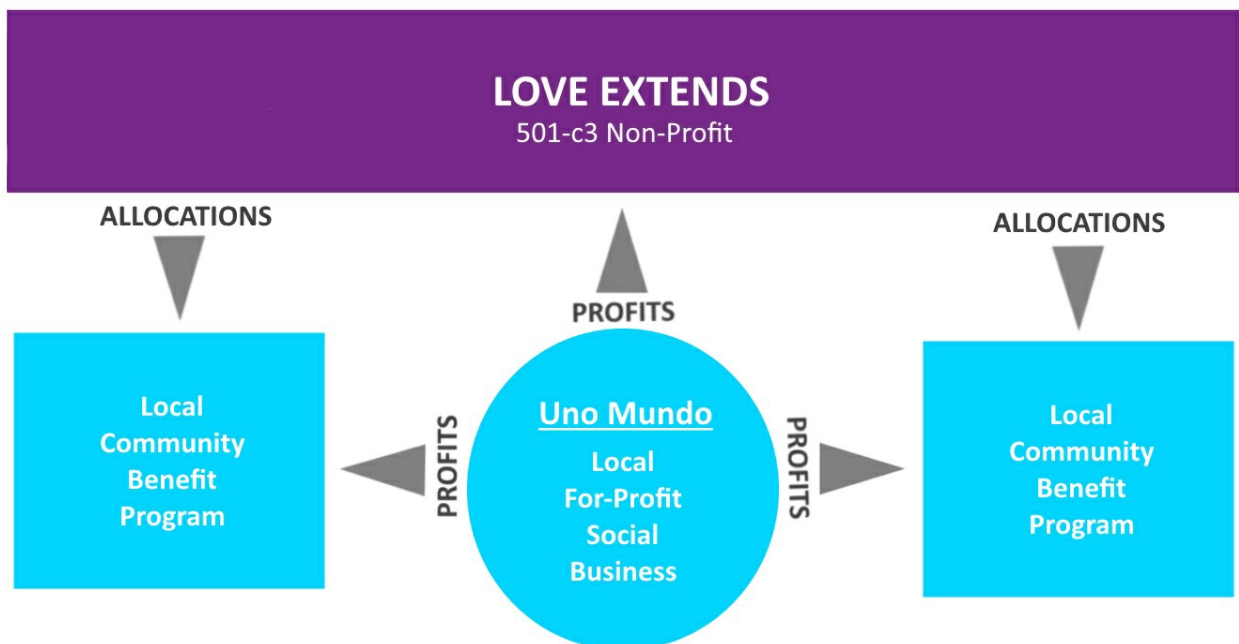 LOVE EXTENDS
501-c3 Non-Profit
ALLOCATIONS
ALLOCATIONS
PROFITS
Local
Community
Benefit
Program
PROFITS
Uno Mundo
Local
For-Profit
Social
Business
PROFITS
Local
Community
Benefit
Program